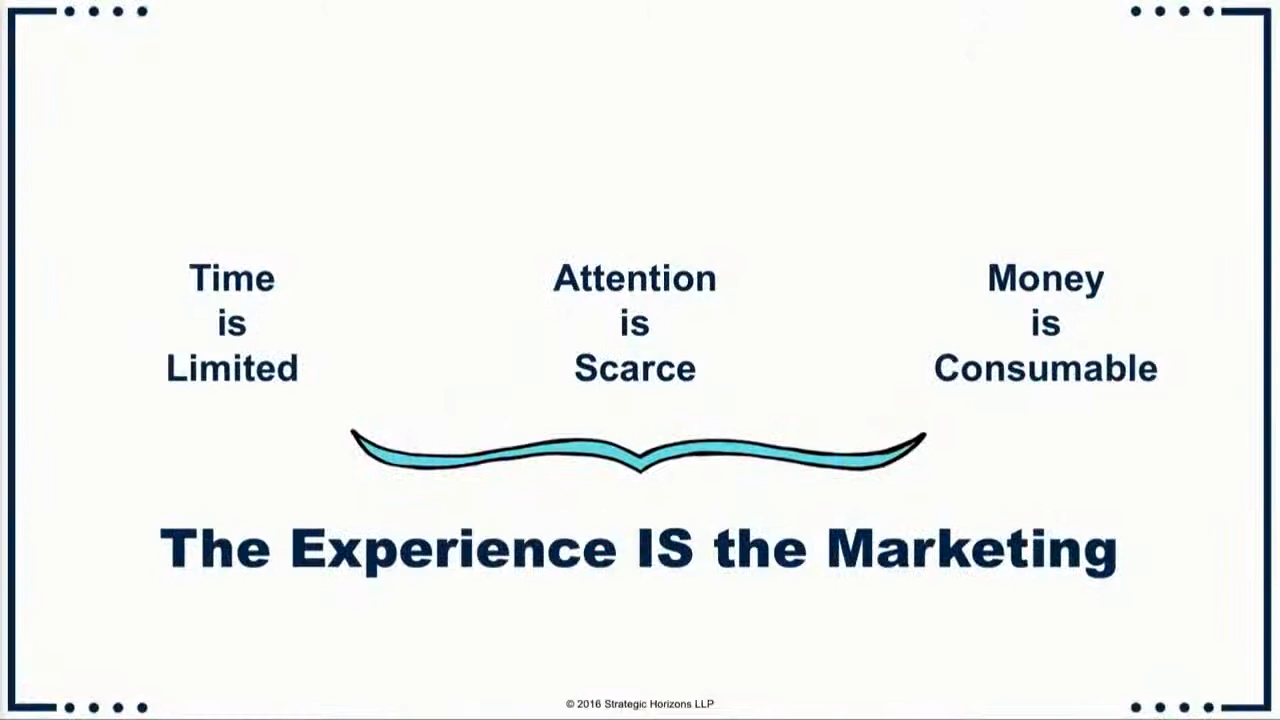 Time
is
Limited
Attention
is
Scarce
Money
is
Consumable
The Experience IS the Marketing
© 2016 Strategic Horizons LLP